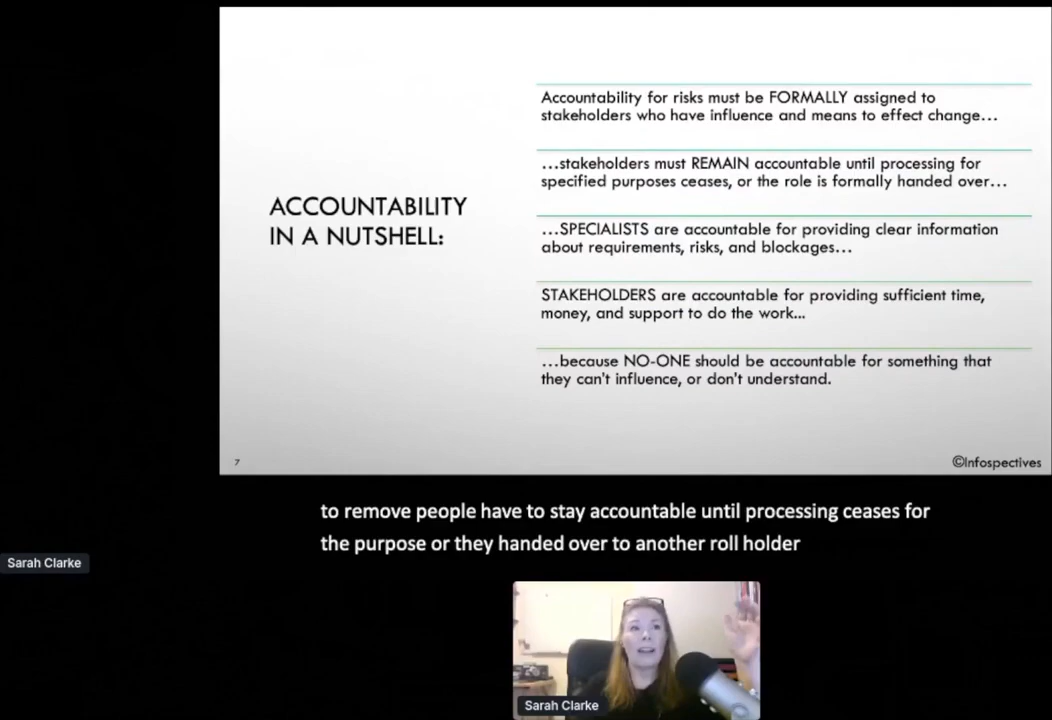 ACCOUNTABILITY
IN A NUTSHELL:
Accountability for risks must be FORMALLY assigned to
stakeholders who have influence and means to effect change...
...stakeholders must REMAIN accountable until processing for
specified purposes ceases, or the role is formally handed over...
...SPECIALISTS are accountable for providing clear information
about requirements, risks, and blockages...
STAKEHOLDERS are accountable for providing sufficient time,
money, and support to do the work...
...because NO-ONE should be accountable for something that
they can't influence, or don't understand.
7
©Infospectives
to remove people have to stay accountable until processing ceases for
the purpose or they handed over to another roll holder
Sarah Clarke
Sarah Clarke